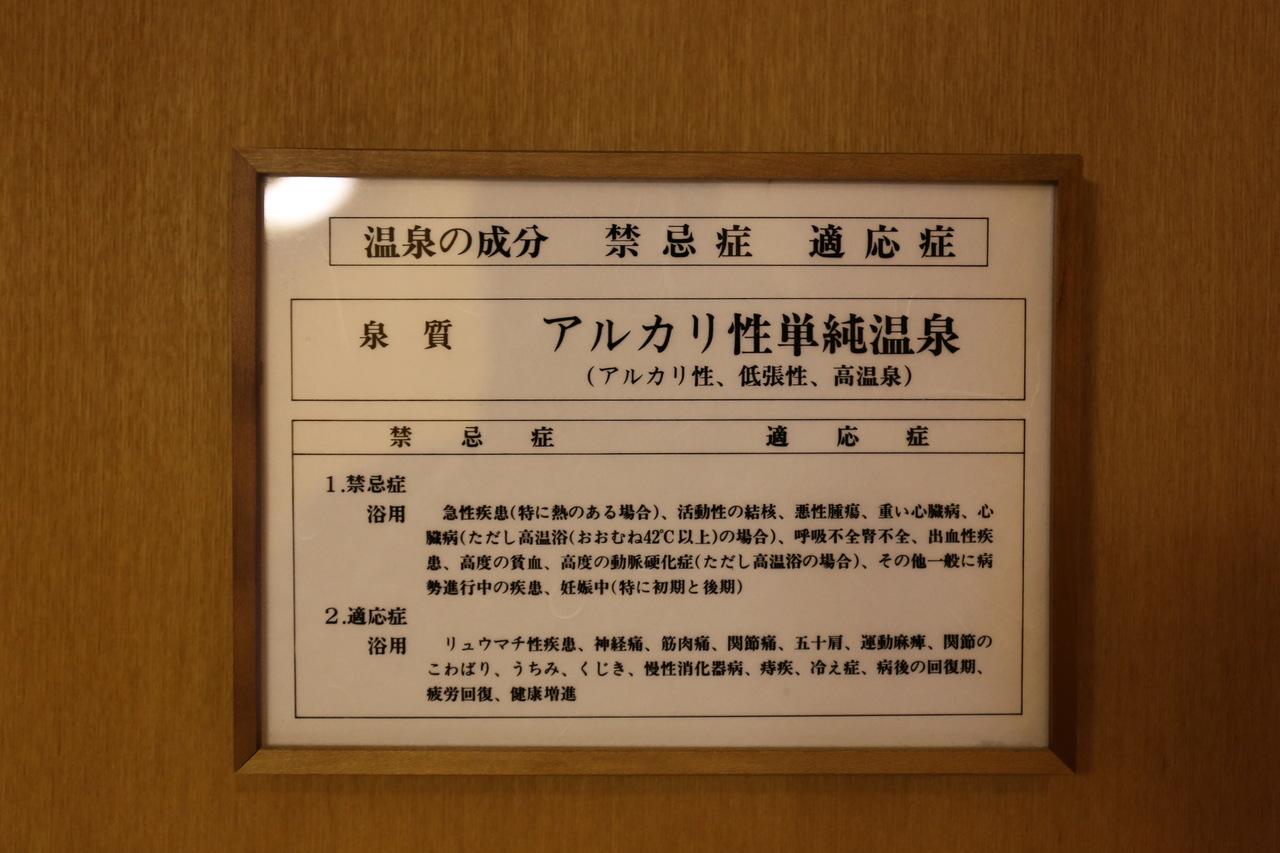 温泉の成分　禁忌症　適応症
泉質　アルカリ性単純温泉
（アルカリ性、低張性、高温泉）
禁忌症　適応症
1.禁忌症
浴用　急性疾患(特に熱のある場合)、活動性の結核、悪性腫瘍、重い心臓病、心
臓病(ただし高温浴(おおむね42℃以上)の場合)、呼吸不全腎不全、出血性疾
患、高度の貧血、高度の動脈硬化症(ただし高温浴の場合)、その他一般に病
勢進行中の疾患、妊娠中(特に初期と後期)
2.適応症
浴用　リュウマチ性疾患、神経痛、筋肉痛、関節痛、五十肩、運動麻痺、関節の
こわばり、うちみ、くじき、慢性消化器病、痔疾、冷え症、病後の回復期、
疲労回復、健康増進